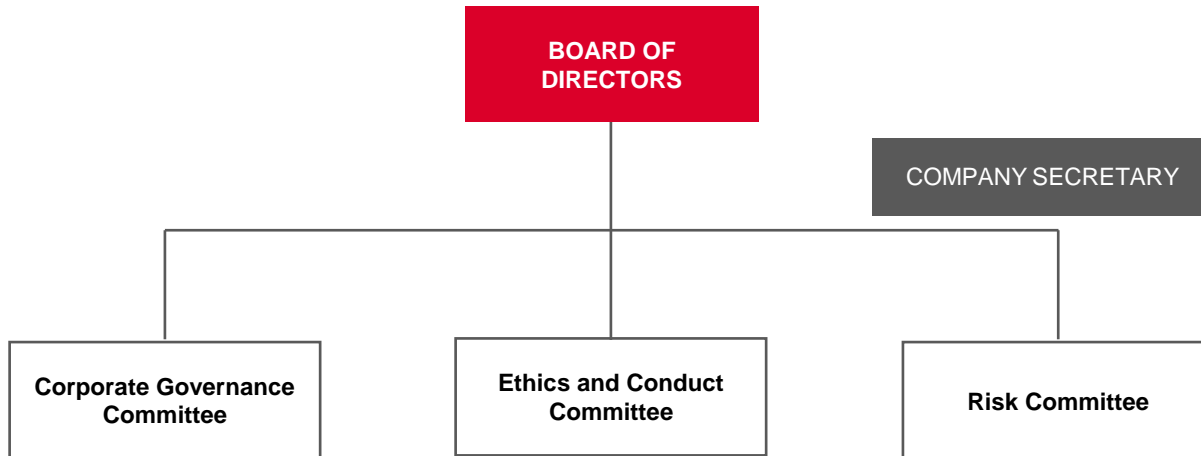 BOARD OF
DIRECTORS
COMPANY SECRETARY
Corporate Governance
Committee
Ethics and Conduct
Committee
Risk Committee